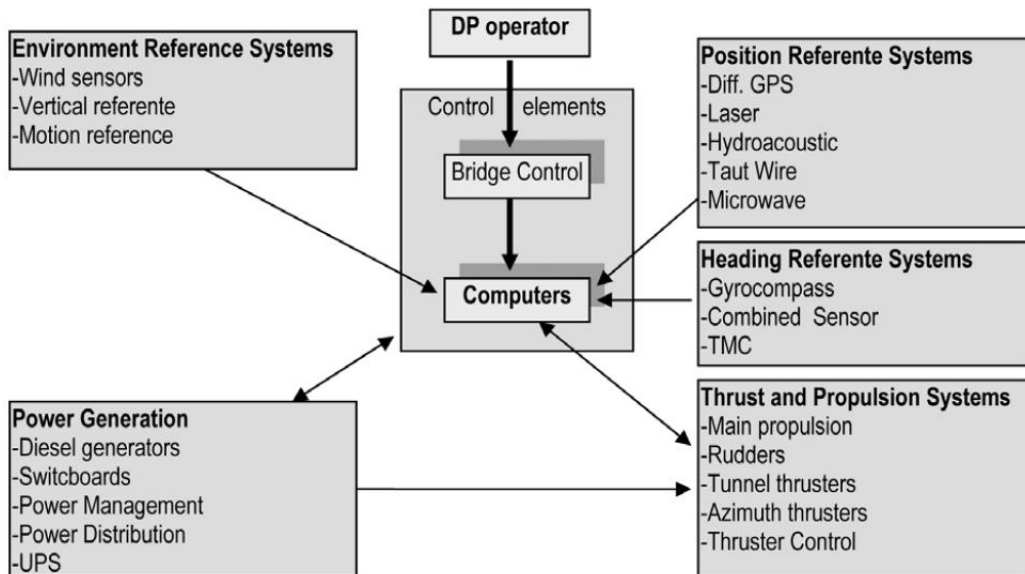 DP operator
Environment Reference Systems
-Wind sensors
-Vertical referente
-Motion reference
Control elements
Bridge Control
Computers
Position Referente Systems
-Diff. GPS
-Laser
-Hydroacoustic
-Taut Wire
-Microwave
Heading Referente Systems
-Gyrocompass
-Combined Sensor
-TMC
Power Generation
-Diesel generators
-Switcboards
-Power Management
-Power Distribution
-UPS
Thrust and Propulsion Systems
-Main propulsion
-Rudders
-Tunnel thrusters
-Azimuth thrusters
-Thruster Control